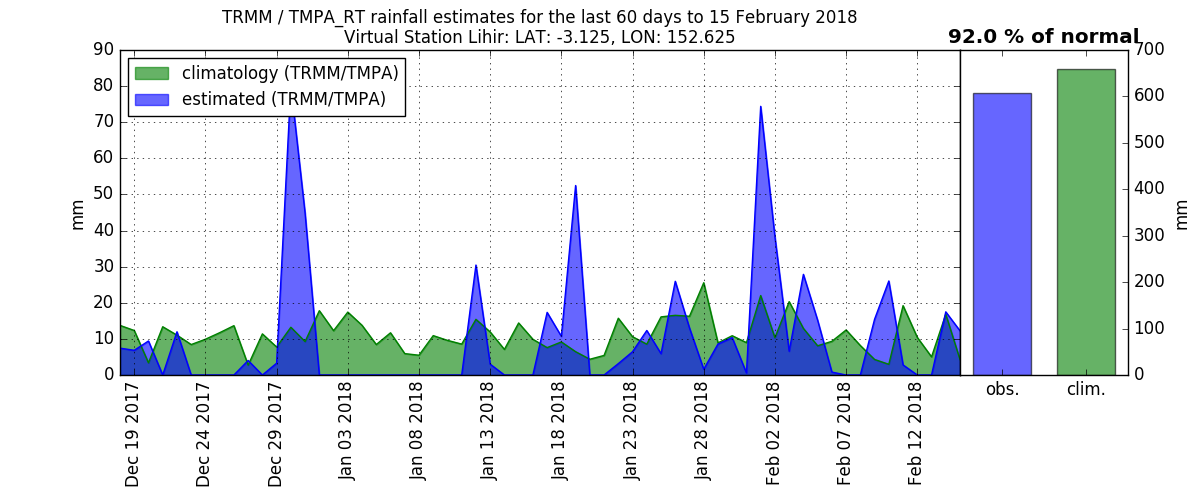 TRMM / TMPA_RT rainfall estimates for the last 60 days to 15 February 2018
Virtual Station Lihir: LAT: -3.125, LON: 152.625
92.0 % of normal
climatology (TRMM/TMPA)
estimated (TRMM/TMPA)
90
80
70
60
50
40
30
20
10
0
mm
Dec 19 2017
Dec 24 2017
Dec 29 2017
Jan 03 2018
Jan 08 2018
Jan 13 2018
Jan 18 2018
Jan 23 2018
Jan 28 2018
Feb 02 2018
Feb 07 2018
Feb 12 2018
obs.
clim.
700
600
500
400
300
200
100
0
mm